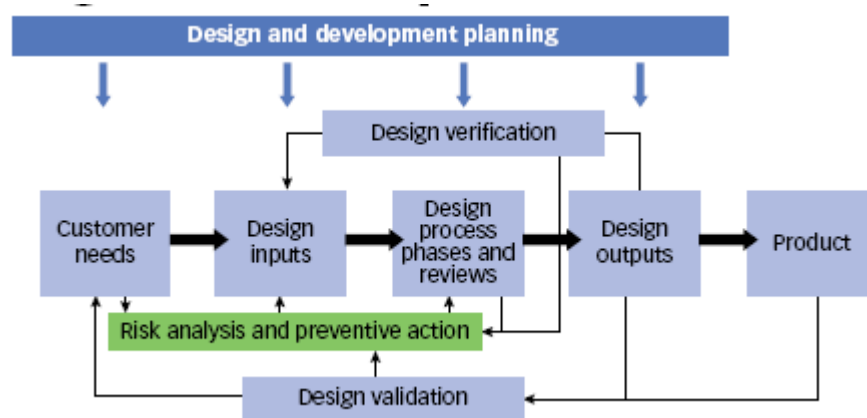 Design and development planning
Design verification
Customer
needs
Design
inputs
Design
process
phases and
reviews
Design
outputs
Product
Risk analysis and preventive action
Design validation